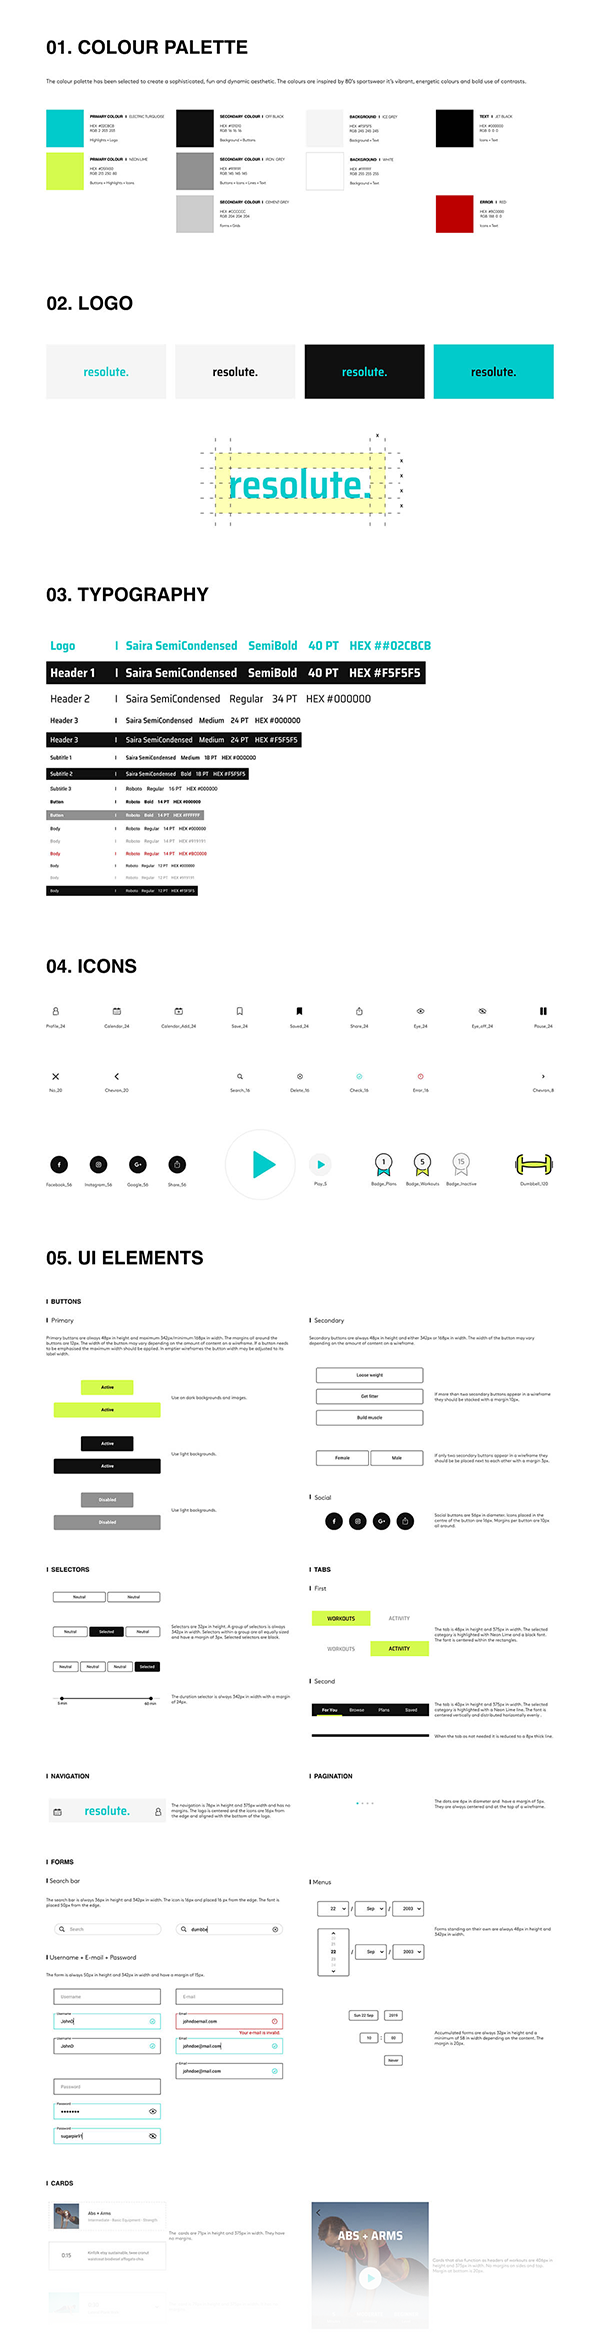 01. COLOUR PALETTE
The colour palette has been selected to create a sophisticated, fun and dynamic aesthetic. The colours are inspired by 80's sportswear it's vibrant, energetic colours and bold use of contrasts.
PRIMARY COLOUR I ELECTRIC TURQUOISE
HEX #02CBCB
RGB 2 203 203
Highlights + Logo
SECONDARY COLOUR I OFF BLACK
HEX #101010
RGB 16 16 16
Background + Buttons
BACKGROUND I ICE GREY
HEX #F5F5F5
RGB 245 245 245
Background + Text
TEXT I JET BLACK
HEX #000000
RGB 0 0 0
Icons + Text
PRIMARY COLOUR I NEON LIME
Buttons + Highlights + Icons
SECONDARY COLOUR I IRON GREY
HEX #919191
RGB 145 145 145
Buttons + Icons + Lines + Text
BACKGROUND I WHITE
HEX #FFFFFF
RGB 255 255 255
Background + Text
SECONDARY COLOUR I CEMENT GREY
HEX #CCCCCC
RGB 204 204 204
Forms + Grids
ERROR I RED
HEX #BC0000
RGB 188 0 0
Icons + Text
02. LOGO
resolute.
resolute.
resolute.
resolute.
x
resolute.
x
x
x
x
03. TYPOGRAPHY
Logo I Saira SemiCondensed SemiBold 40 PT HEX ##02CBCB
Header 1 I Saira SemiCondensed SemiBold 40 PT HEX #F5F5F5
Header 2 I Saira SemiCondensed Regular 34 PT HEX #000000
Header 3 I Saira SemiCondensed Medium 24 PT HEX #000000
Header 3 I Saira SemiCondensed Medium 24 PT HEX #F5F5F5
Subtitle 1 I Saira SemiCondensed Medium 18 PT HEX #000000
Subtitle 2 I Saira SemiCondensed Bold 18 PT HEX #F5F5F5
Subtitle 3 I Roboto Regular 16 PT HEX #000000
Button I Roboto Bold 14 PT HEX #000000
Button I Roboto Bold 14 PT HEX #FFFFFF
Body I Roboto Regular 14 PT HEX #000000
Body I Roboto Regular 14 PT HEX #919191
Body I Roboto Regular 14 PT HEX #BC0000
Body I Roboto Regular 12 PT HEX #000000
Body I Roboto Regular 12 PT HEX #919191
Body I Roboto Regular 12 PT HEX #F5F5F5
04. ICONS
Profile_24 Calendar_24 Calendar_Add_24 Save_24 Saved_24 Share_24 Eye_24 Eye_off_24 Pause_24
No_20 Chevron_20 Search_16 Delete_16 Check_16 Error_16 Chevron_8
1 5 15
Facebook_56 Instagram_56 Google_56 Share_56 Play_5 Badge_Plans Badge_Workouts Badge_Inactive Dumbbell_120
05. UI ELEMENTS
I BUTTONS
I Primary
Primary buttons are always 48px in height and maximum 342px/minimum 168px in width. The margins all around the
buttons are 12px. The width of the button may vary depending on the amount of content on a wireframe. If a button needs
to be emphasised the maximum width should be applied. In emptier wireframes the button width may be adjusted to its
label width.
Active
Active
Use on dark backgrounds and images.
Active
Active
Use light backgrounds.
Disabled
Disabled
Use light backgrounds.
I Secondary
Secondary buttons are always 48px in height and either 342px or 168px in width. The width of the button may vary
depending on the amount of content on a wireframe.
Loose weight
Get fitter
Build muscle
If more than two secondary buttons appear in a wireframe
they should be stacked with a margin 10px.
Female Male
If only two secondary buttons appear in a wireframe they
should be be placed next to each other with a margin 3px.
I Social
Social buttons are 56px in diameter. Icons placed in the
centre of the button are 16px. Margins per button are 10px
all around.
I SELECTORS
Neutral Neutral
Neutral Selected Neutral
Neutral Neutral Neutral Selected
Selectors are 32px in height. A group of selectors is always
342px in width. Selectors within a group are all equally sized
and have a margin of 3px. Selected selectors are black.
5 min 60 min
The duration selector is always 342px in width with a margin
of 24px.
I TABS
I First
WORKOUTS ACTIVITY
WORKOUTS ACTIVITY
The tab is 48px in height and 375px in width. The selected
category is highlighted with Neon Lime and a black font.
The font is centered within the rectangles.
I Second
For You Browse Plans Saved
The tab is 40px in height and 375px in width. The selected
category is highlighted with a Neon Lime line. The font is
centered vertically and distributed horizontally evenly .
When the tab as not needed it is reduced to a 8px thick line.
I NAVIGATION
resolute.
The navigation is 76px in height and 375px width and has no
margins. The logo is centered and the icons are 16px from
the edge and aligned with the bottom of the logo.
I PAGINATION
The dots are 6px in diameter and have a margin of 5px.
They are always centered and at the top of a wireframe.
I FORMS
I Search bar
The search bar is always 36px in height and 342px in width. The icon is 16px and placed 16 px from the edge. The font is
placed 50px from the edge.
Search
dumbbe
I Username + E-mail + Password
The form is always 50px in height and 342px in width and have a margin of 15px.
Username
Username
JohnD
Username
JohnD
Email
Email
johndoemail.com
Your e-mail is invalid.
Email
johndoe@mail.com
Email
johndoe@mail.com
Password
Password
Password
sugarpie91
I Menus
22 / Sep / 2003
22 / Sep / 2003
Forms standing on their own are always 48px in height and
342px in width.
Sun 22 Sep 2019
10 : 00
Never
Accumulated forms are always 32px in height and a
minimum of 58 in width depending on the content. The
margin is 20px.
I CARDS
Abs + Arms
Intermediate · Basic Equipment · Strength
0:15
The cards are 71px in height and 375px in width. They have
no margins.
ABS + ARMS
Cards that also function as headers of workouts are 404px in
height and 375px in width. No margins on sides and top.
Margin at bottom is 20px.